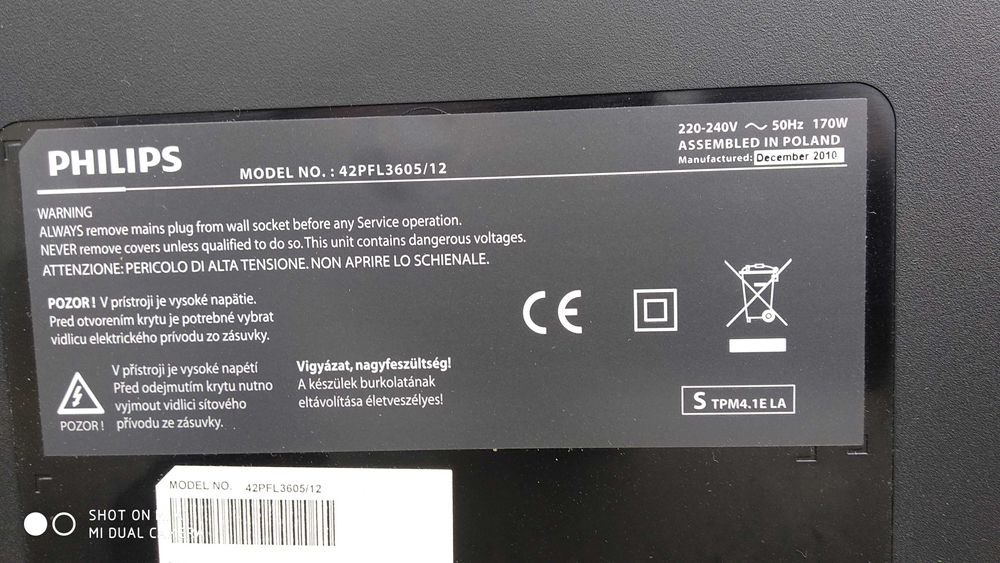 PHILIPS
MODEL NO. : 42PFL3605/12
220-240V ~ 50Hz 170W
ASSEMBLED IN POLAND
Manufactured: December 2010
WARNING
ALWAYS remove mains plug from wall socket before any Service operation.
NEVER remove covers unless qualified to do so. This unit contains dangerous voltages.
ATTENZIONE: PERICOLO DI ALTA TENSIONE. NON APRIRE LO SCHIENALE.
POZOR! V prístroji je vysoké napätie.
Pred otvorením krytu je potrebné vybrat
vidlicu elektrického prívodu zo zásuvky.
V přístroji je vysoké napětí
Před odejmutím krytu nutno
vyjmout vidlici síťového
přívodu ze zásuvky.
POZOR!
Vigyázat, nagyfeszültség!
A készülek burkolatának
eltávolítása életveszélyes!
CE
S TPM4.1E LA
MODEL NO. 42PFL3605/12
SHOT ON
MI DUAL CAMERA